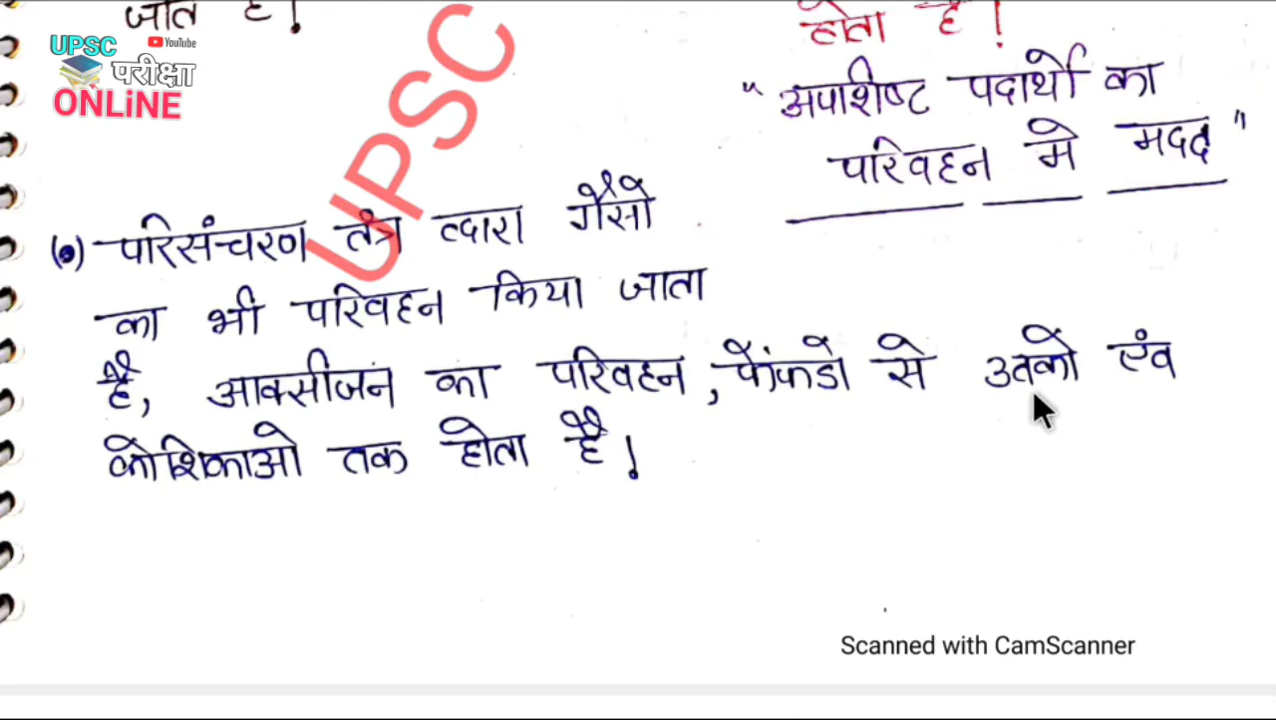 जाते है!
होता है!
UPSC
YouTube
परीक्षा
ONLiNE
UPSC
"अपशिष्ट पदार्थो का
परिवहन मे मदद"
(•) परिसंचरण तंत्र व्दारा गैसो
का भी परिवहन किया जाता
है, आक्सीजन का परिवहन, फेंफडो से उतको एंव
कोशिकाओ तक होता है!
Scanned with CamScanner